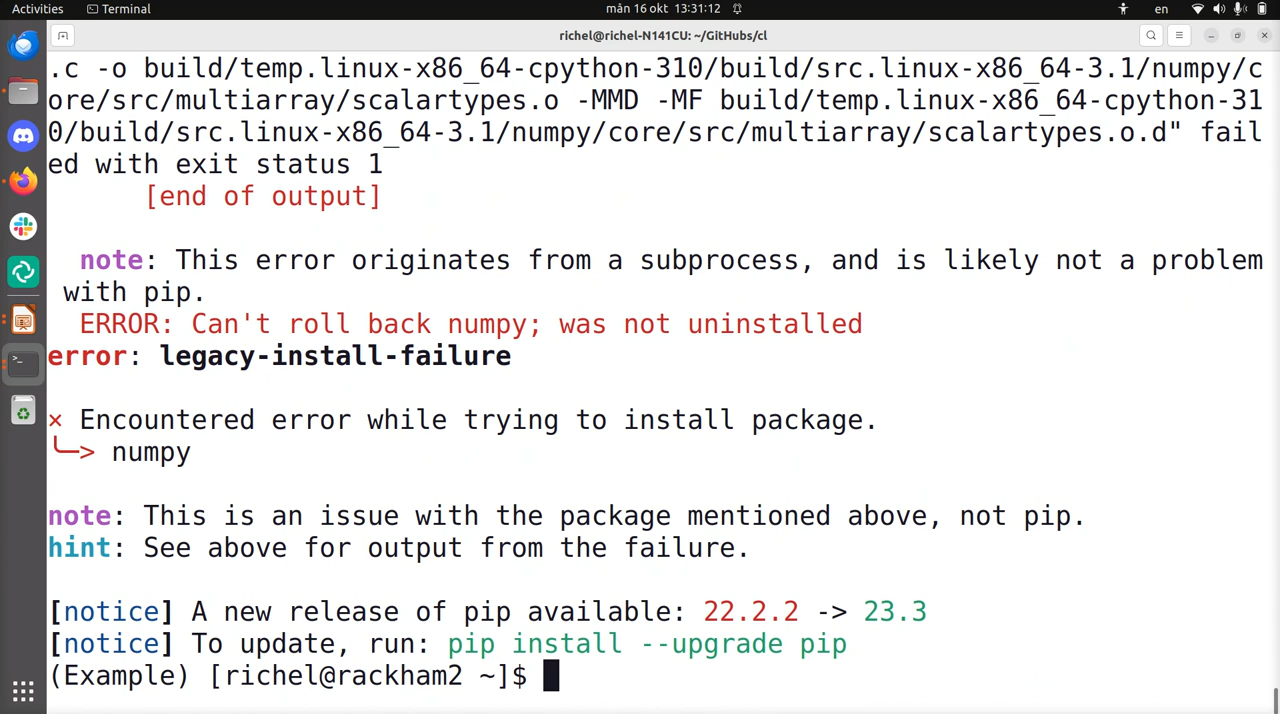 Activities Terminal mån 16 okt 13:31:12 en
richel@richel-N141CU: ~/GitHubs/cl
.c -o build/temp.linux-x86_64-cpython-310/build/src.linux-x86_64-3.1/numpy/c
ore/src/multiarray/scalartypes.o -MMD -MF build/temp.linux-x86_64-cpython-31
0/build/src.linux-x86_64-3.1/numpy/core/src/multiarray/scalartypes.o.d" fail
ed with exit status 1
[end of output]
note: This error originates from a subprocess, and is likely not a problem
with pip.
ERROR: Can't roll back numpy; was not uninstalled
error: legacy-install-failure
× Encountered error while trying to install package.
╰─> numpy
note: This is an issue with the package mentioned above, not pip.
hint: See above for output from the failure.
[notice] A new release of pip available: 22.2.2 -> 23.3
[notice] To update, run: pip install --upgrade pip
(Example) [richel@rackham2 ~]$